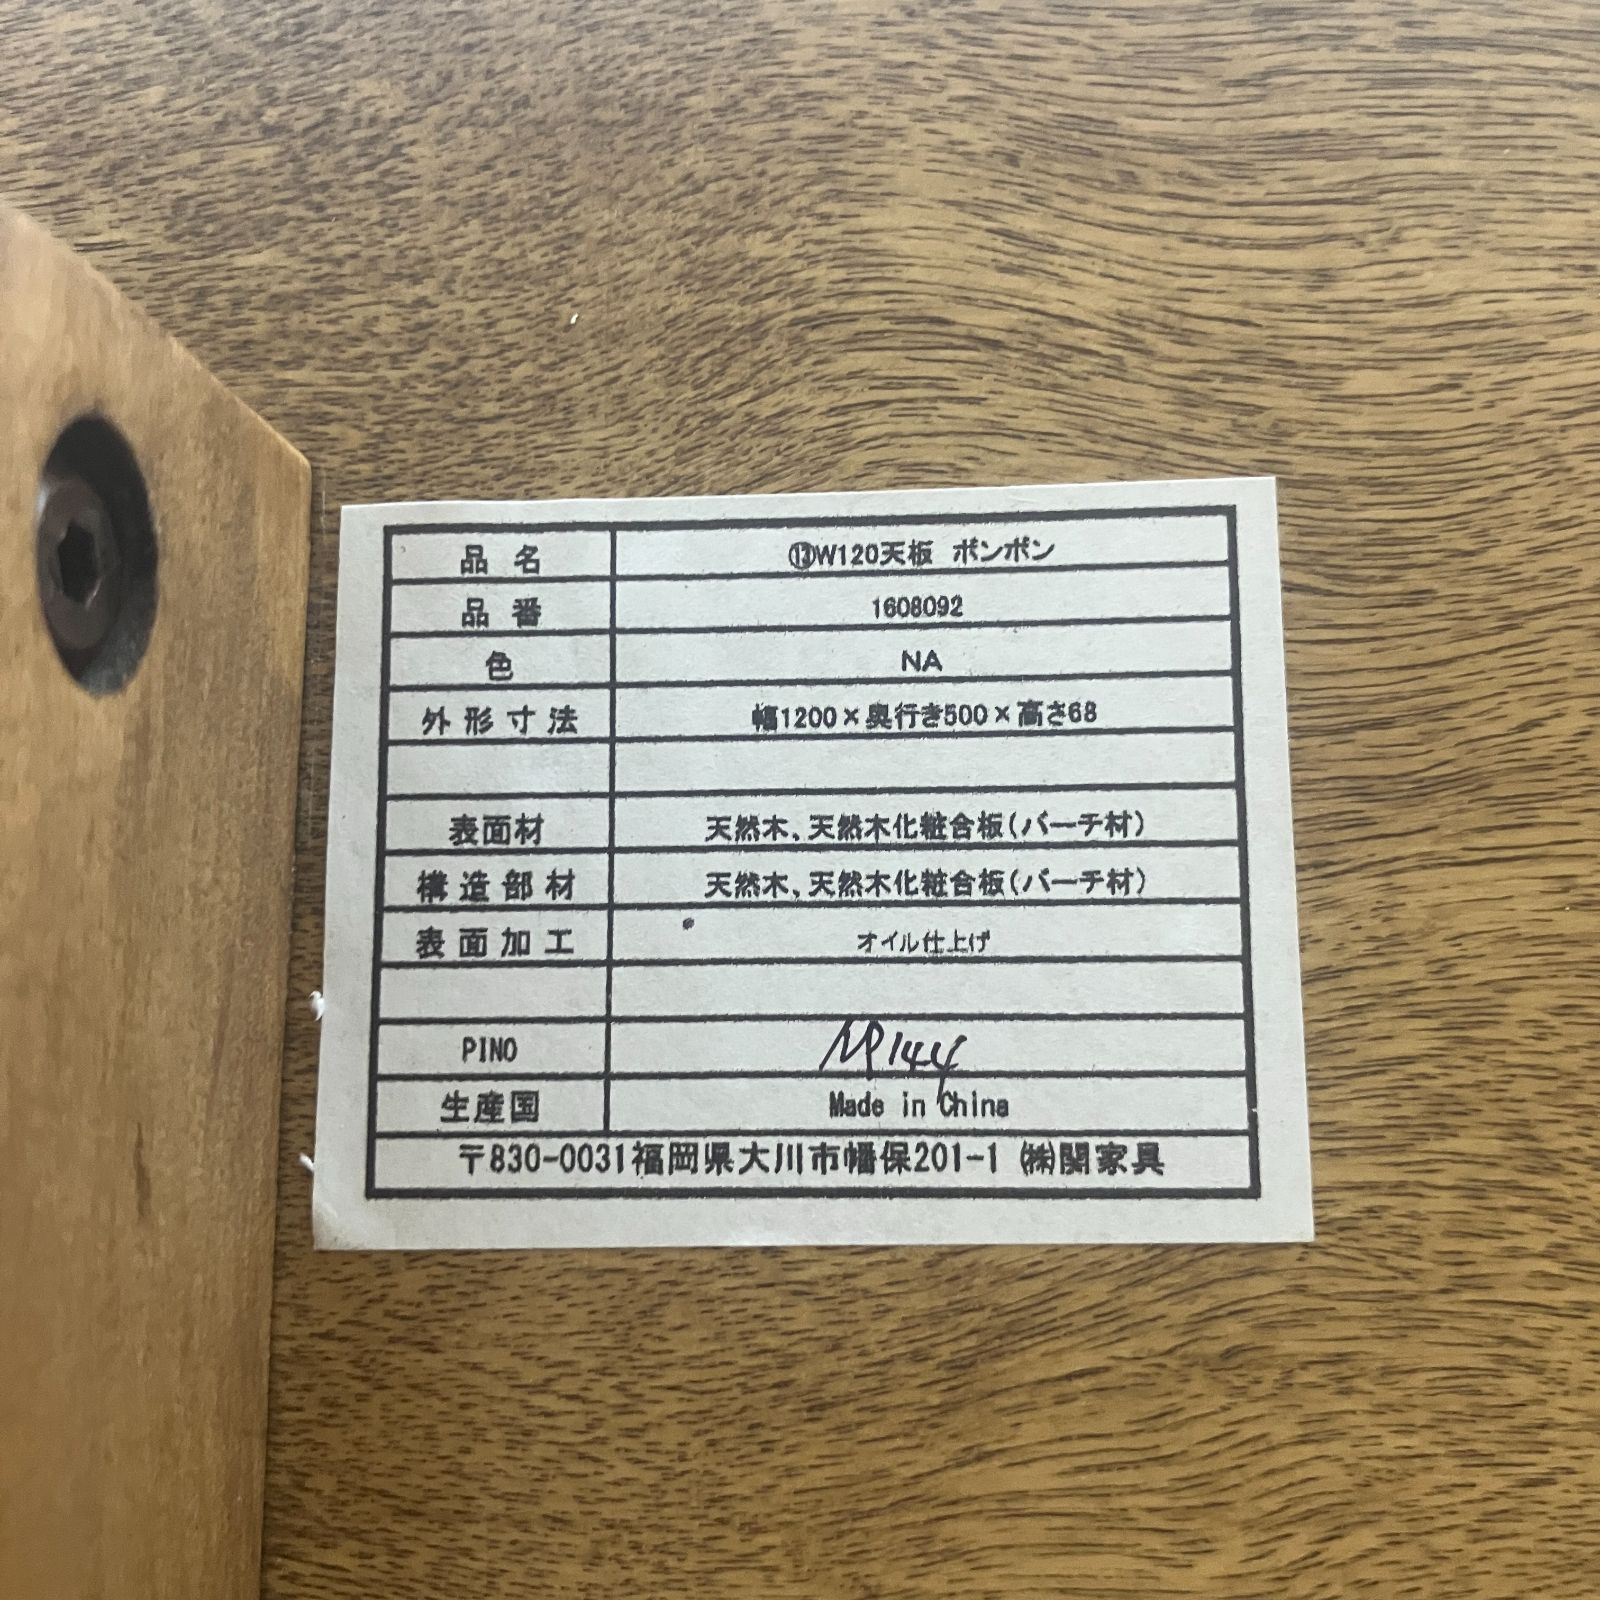 品名 ⑬W120天板 ボンボン
品番 1608092
色 NA
外形寸法 幅1200×奥行き500×高さ68
表面材 天然木、天然木化粧合板(バーチ材)
構造部材 天然木、天然木化粧合板(バーチ材)
表面加工 オイル仕上げ
PINO
生産国 Made in China
〒830-0031福岡県大川市幡保201-1 ㈱関家具